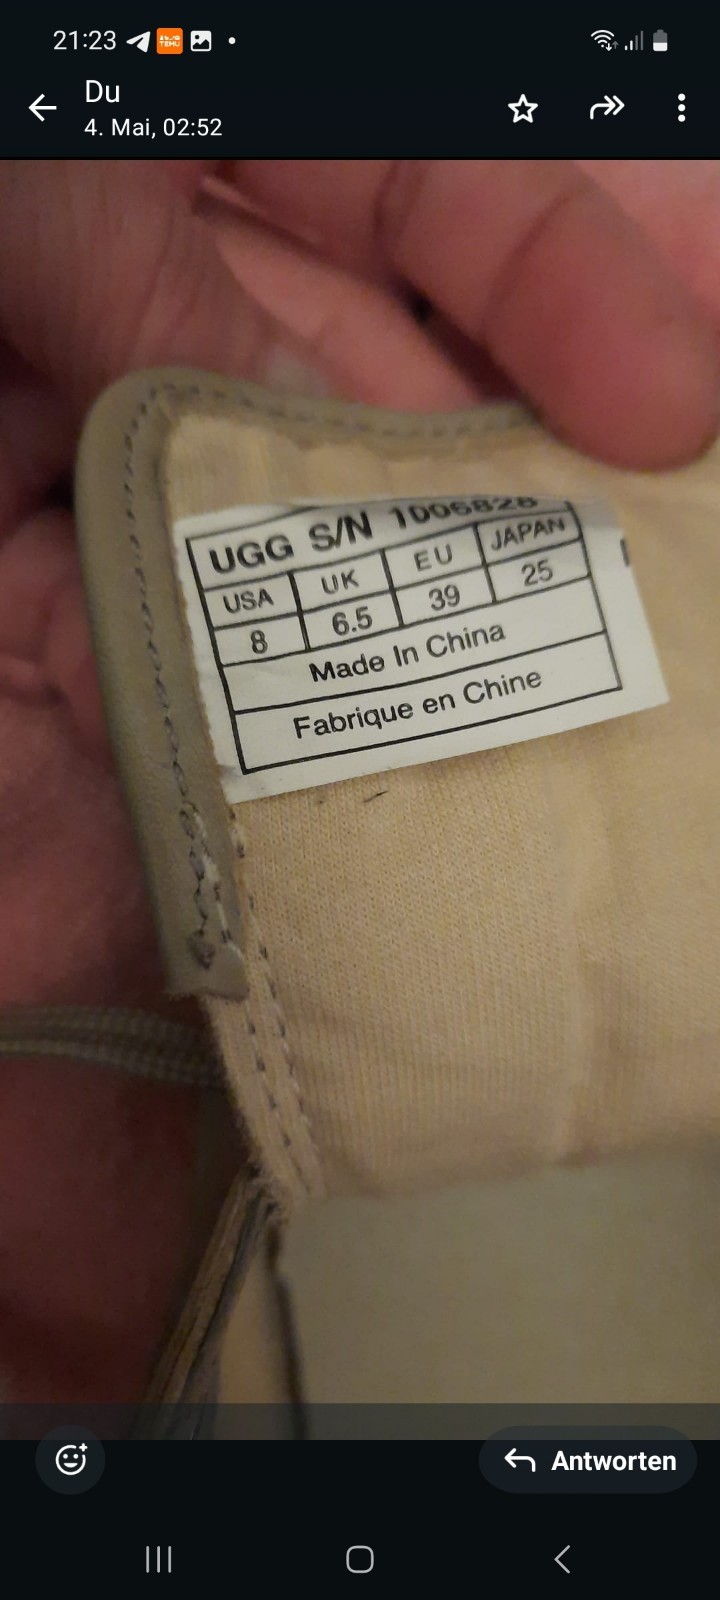 21:23
TEMU
Du
4. Mai, 02:52
UGG S/N 1006828
USA UK EU JAPAN
8 6.5 39 25
Made In China
Fabrique en Chine
Antworten